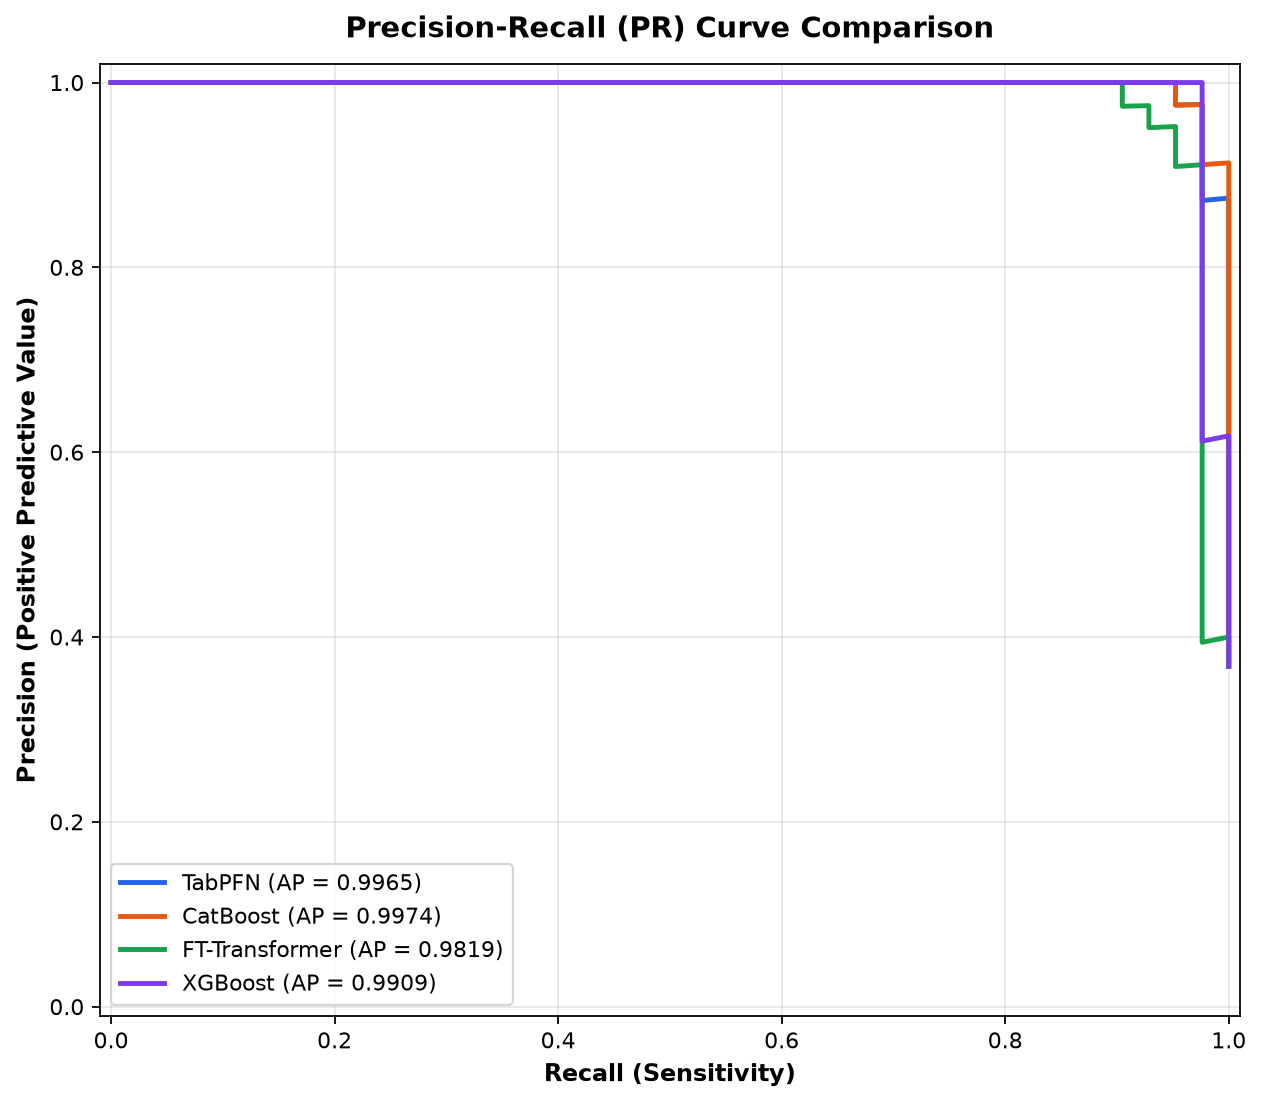 Precision-Recall (PR) Curve Comparison
Precision (Positive Predictive Value)
1.0
0.8
0.6
0.4
0.2
0.0
TabPFN (AP = 0.9965)
CatBoost (AP = 0.9974)
FT-Transformer (AP = 0.9819)
XGBoost (AP = 0.9909)
0.0 0.2 0.4 0.6 0.8 1.0
Recall (Sensitivity)